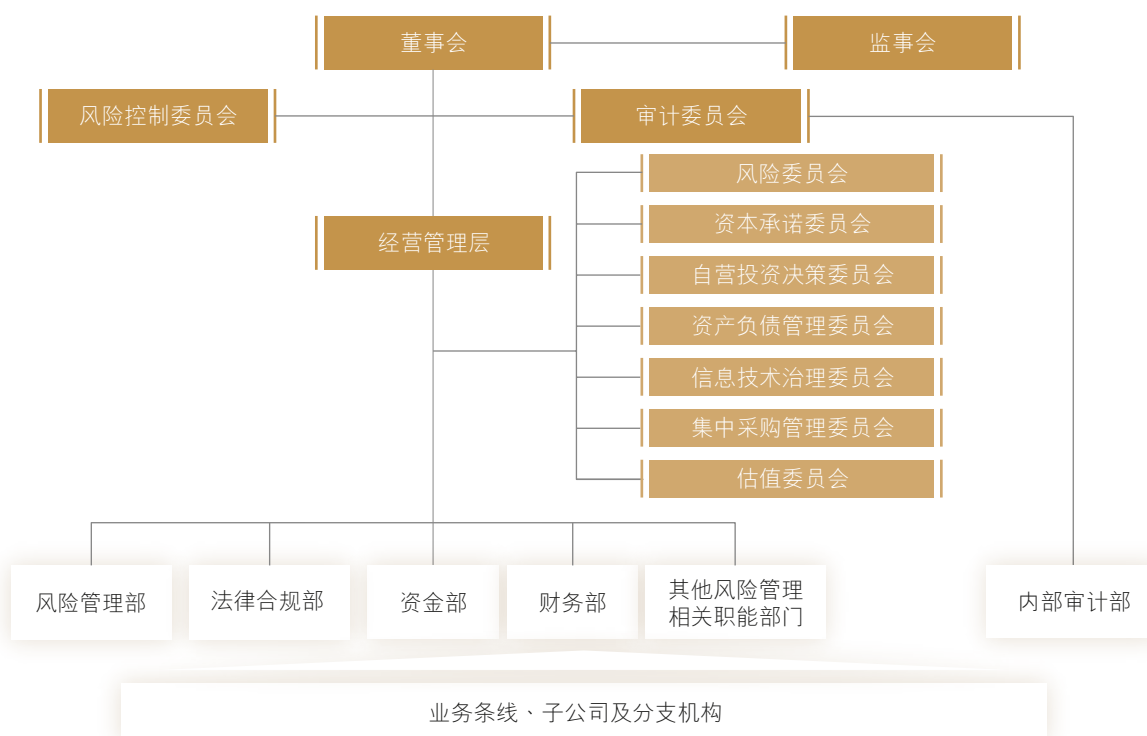 董事会
监事会
风险控制委员会
审计委员会
风险委员会
资本承诺委员会
经营管理层
自营投资决策委员会
资产负债管理委员会
信息技术治理委员会
集中采购管理委员会
估值委员会
风险管理部
法律合规部
资金部
财务部
其他风险管理
相关职能部门
内部审计部
业务条线、子公司及分支机构